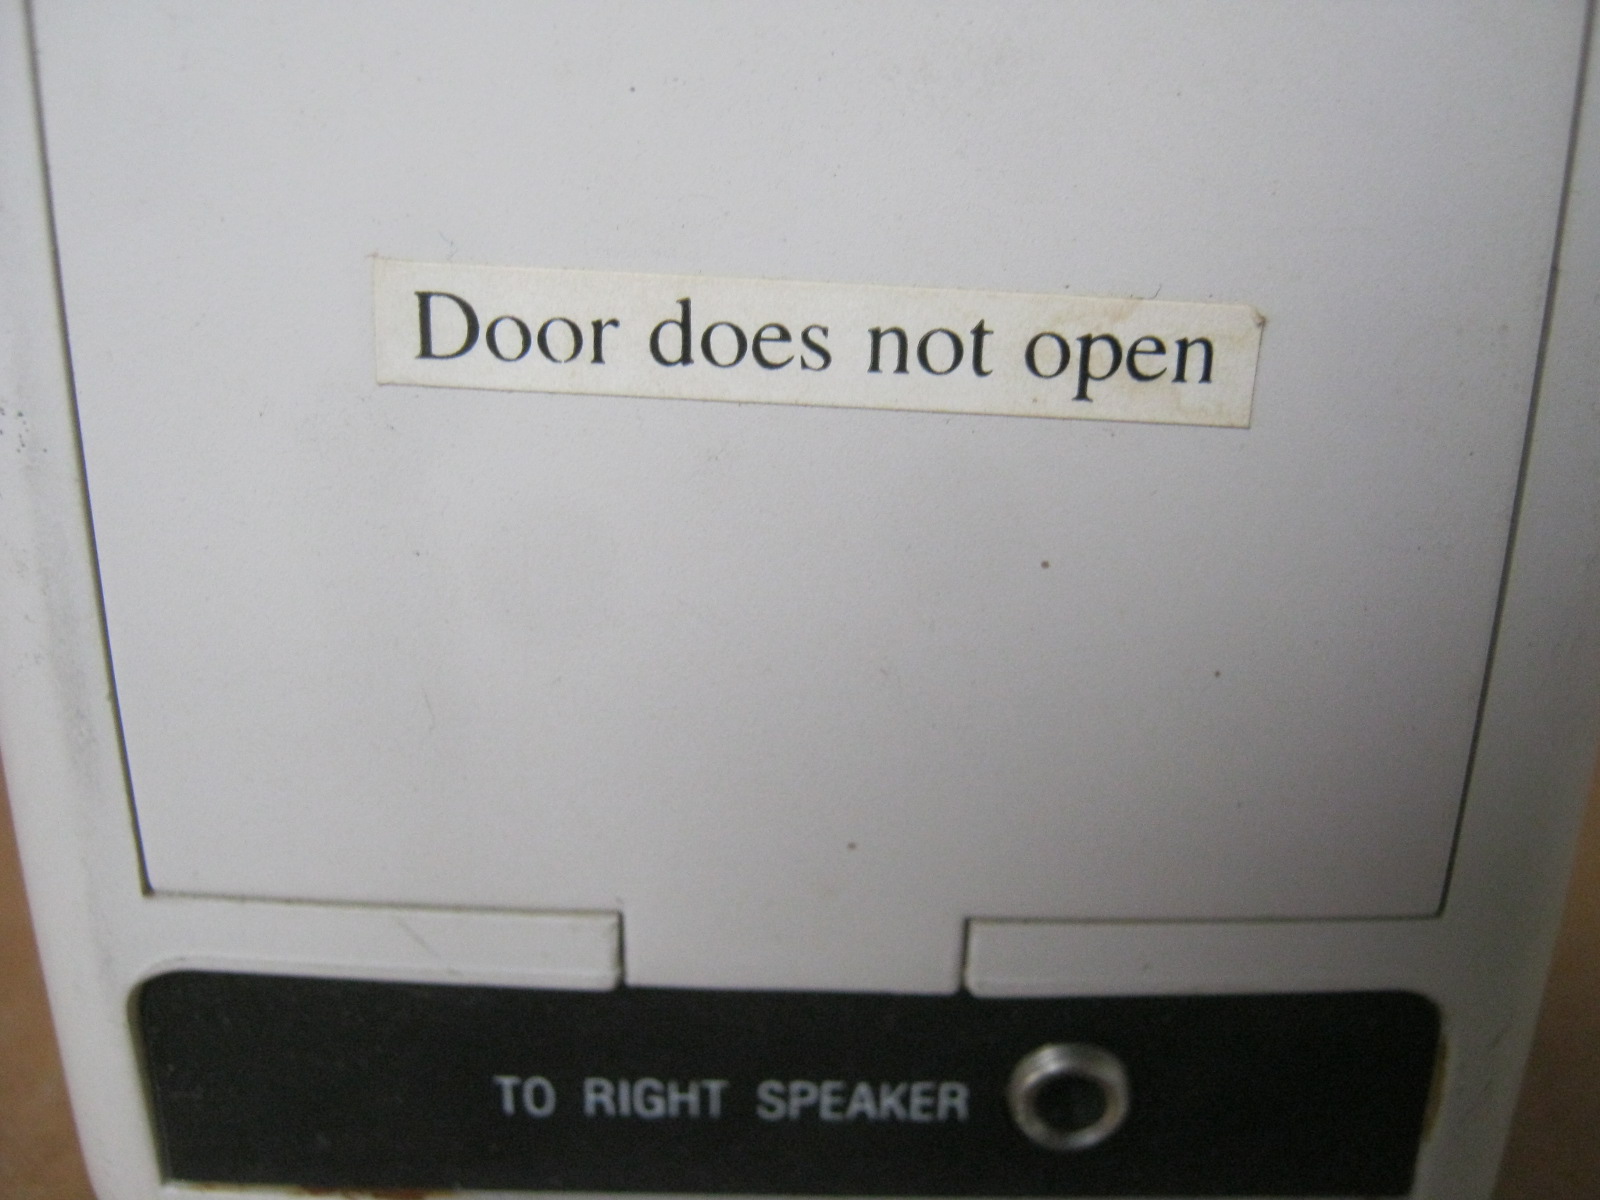 Door does not open
TO RIGHT SPEAKER